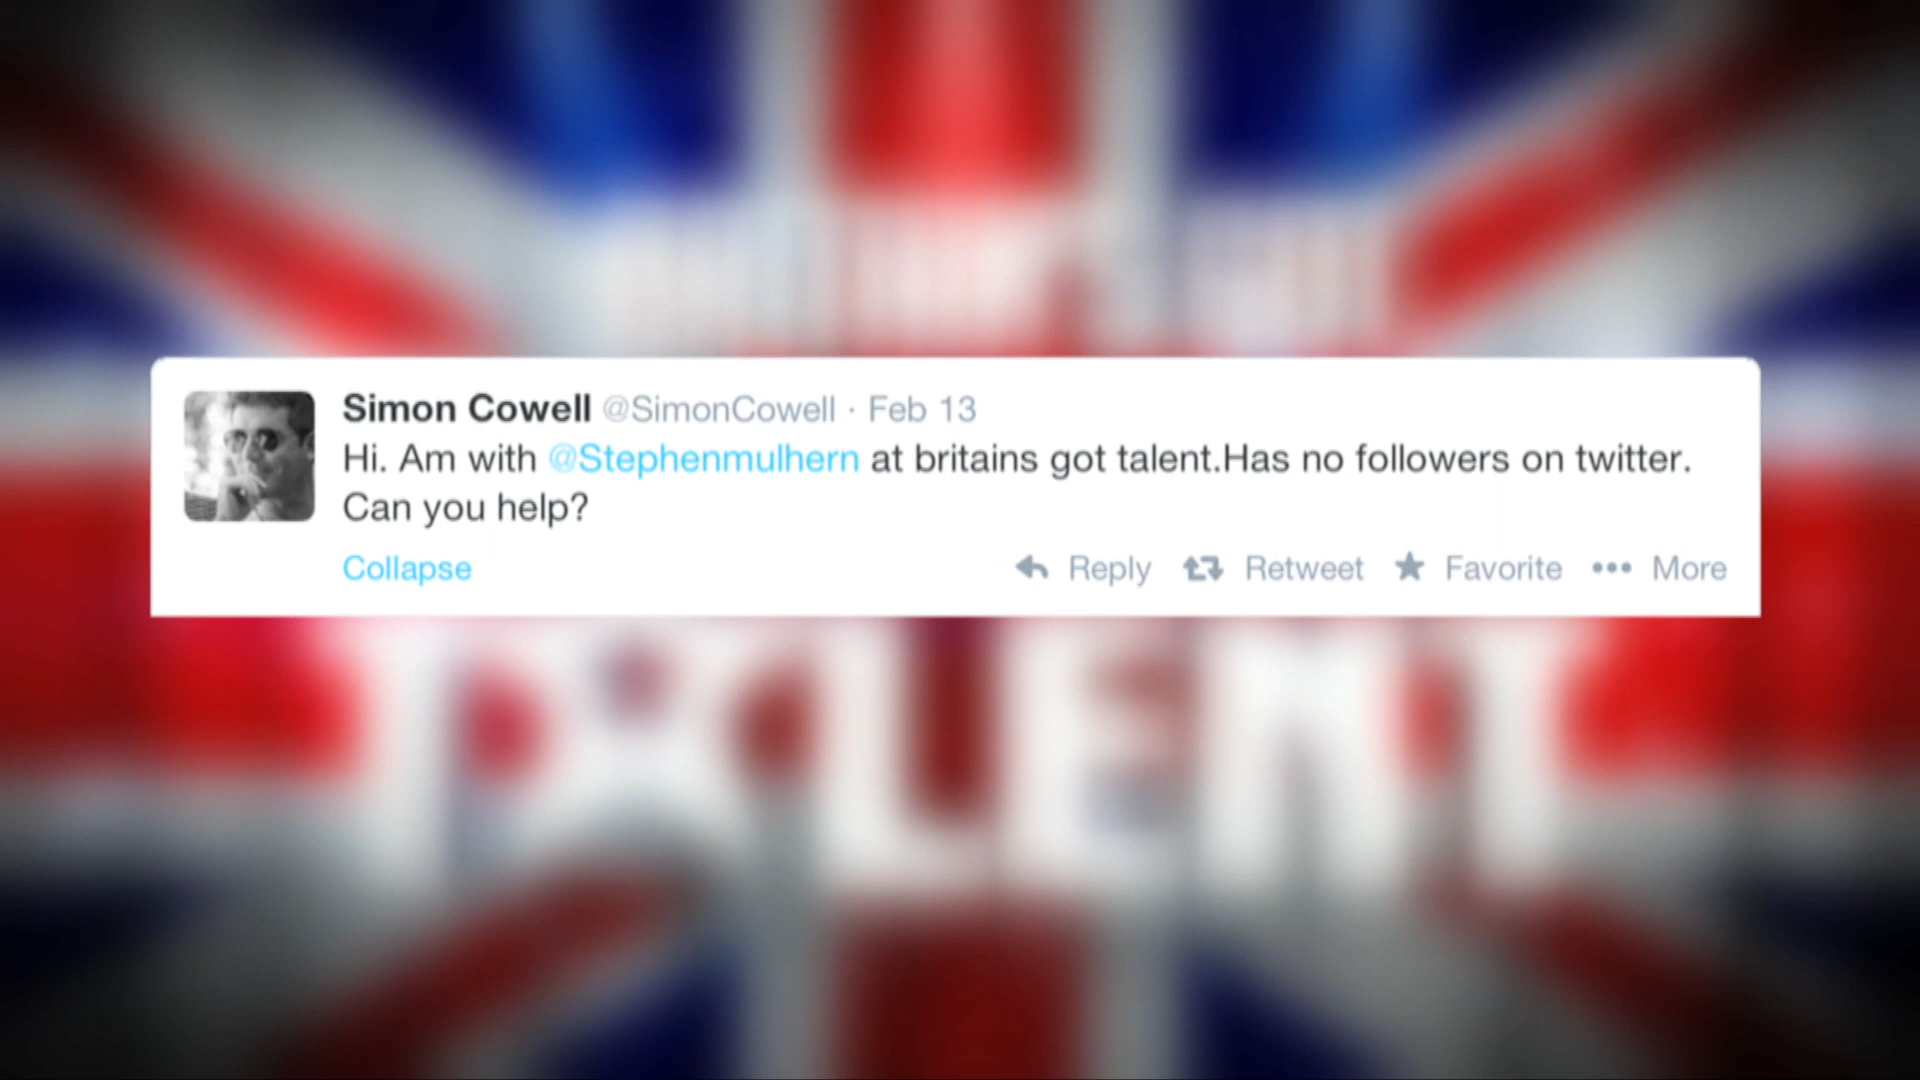 Simon Cowell @SimonCowell · Feb 13
Hi. Am with @Stephenmulhern at britains got talent.Has no followers on twitter.
Can you help?
Collapse Reply Retweet Favorite More
TALENT